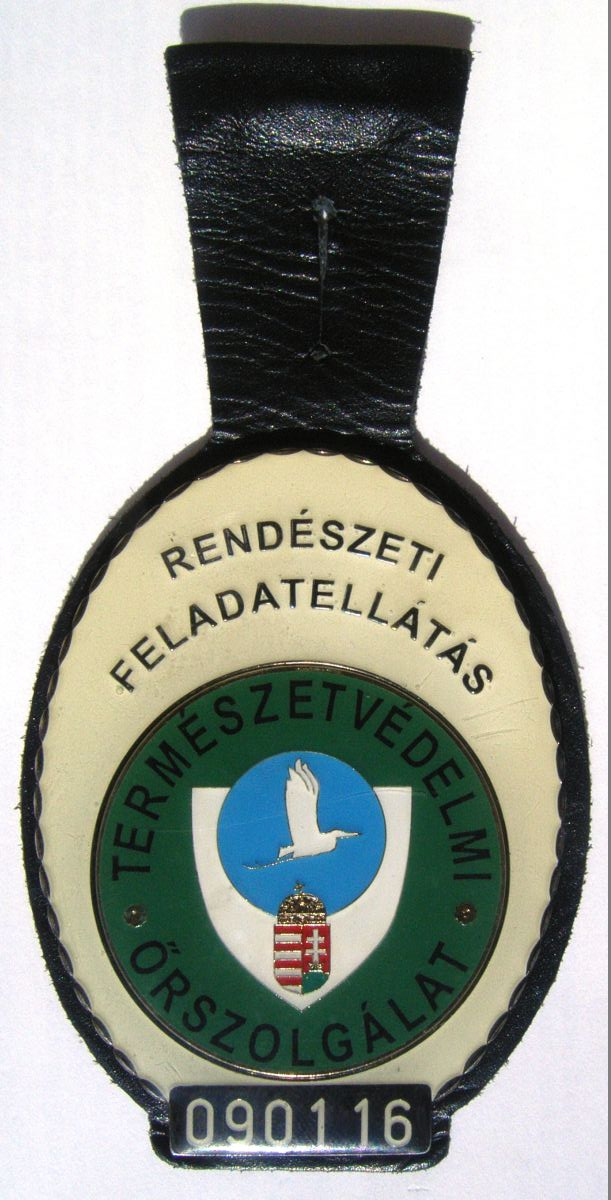 RENDÉSZETI
FELADATELLÁTÁS
TERMÉSZETVÉDELMI
ŐRSZOLGÁLAT
090116